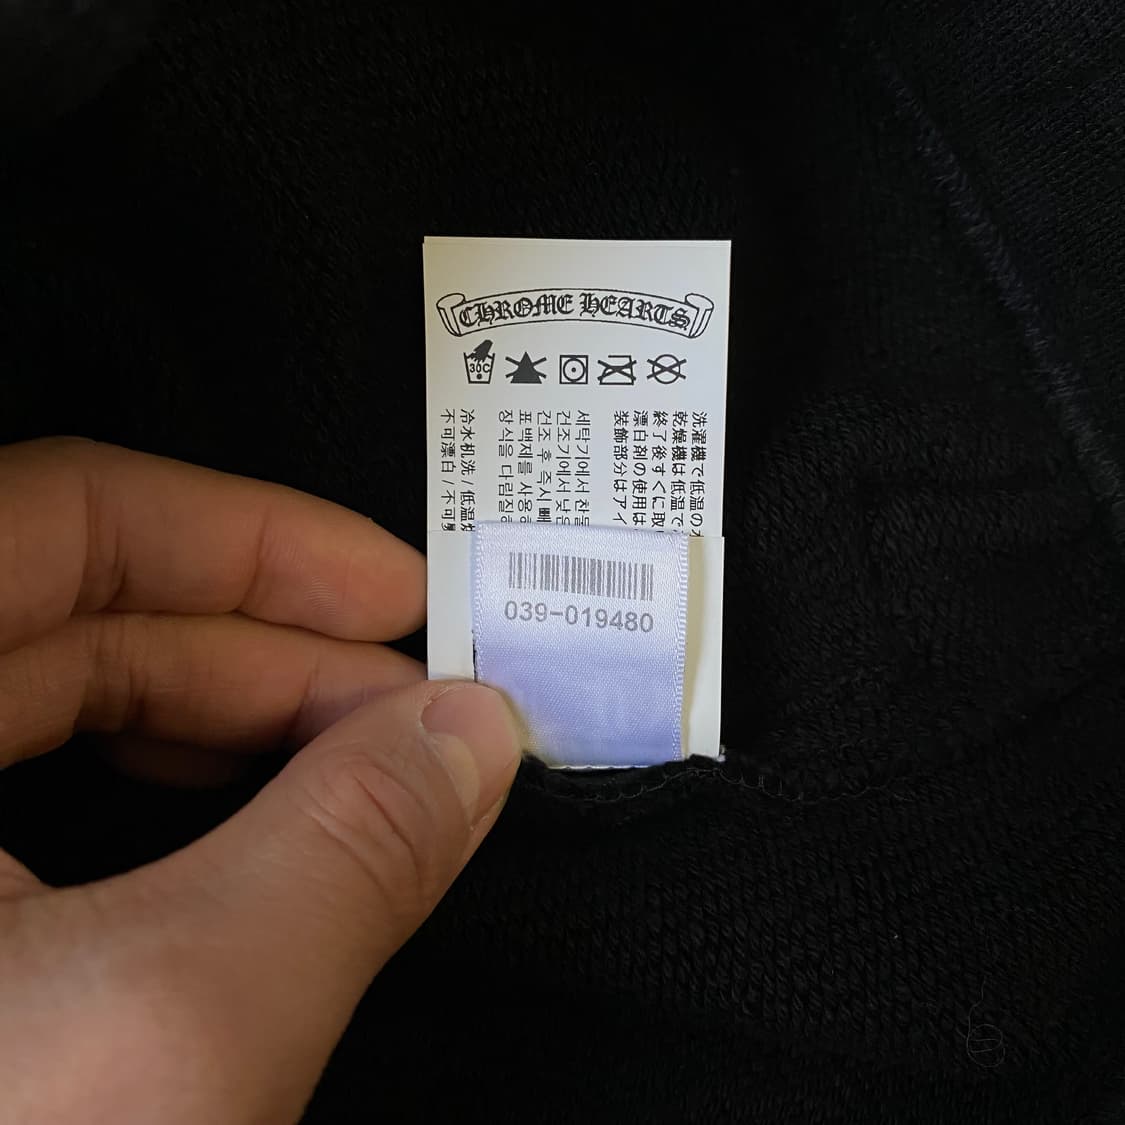 CHROME HEARTS
30C
洗濯機で低温の水
乾燥機は低温で
終了後すぐに取
漂白剤の使用は
装飾部分はアイ
세탁기에서 찬물
건조기에서 낮은
건조 후 즉시 빼
표백제를 사용하
장식을 다림질하
冷水机洗 / 低温
不可漂白 / 不可
039-019480